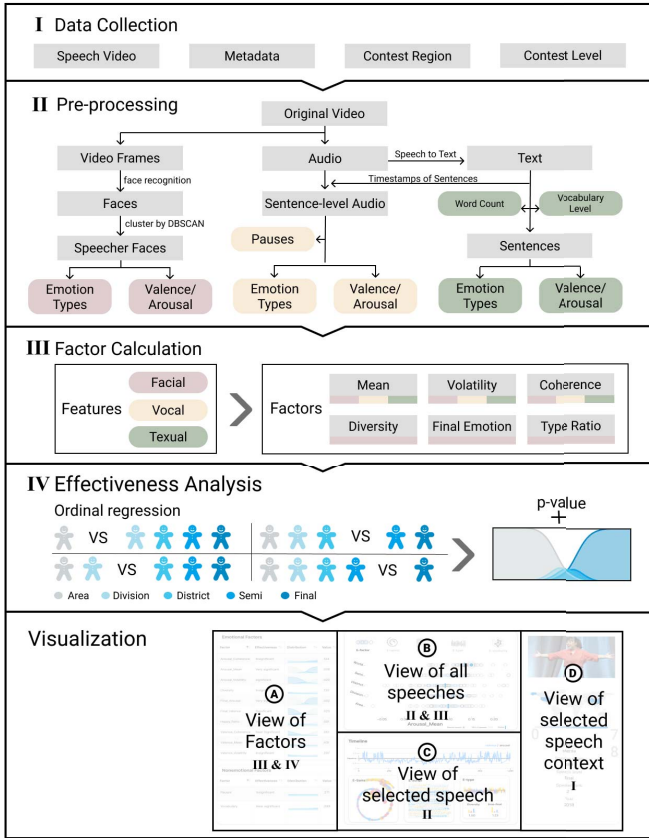 I Data Collection
Speech Video
Metadata
Contest Region
Contest Level
II Pre-processing
Original Video
Video Frames
Audio
Speech to Text
Text
face recognition
Timestamps of Sentences
Faces
Sentence-level Audio
Word Count
Vocabulary
Level
cluster by DBSCAN
Pauses
Speecher Faces
Sentences
Emotion
Types
Valence/
Arousal
Emotion
Types
Valence/
Arousal
Emotion
Types
Valence/
Arousal
III Factor Calculation
Features
Facial
Vocal
Texual
Factors
Mean
Volatility
Coherence
Diversity
Final Emotion
Type Ratio
IV Effectiveness Analysis
Ordinal regression
VS
VS
VS
VS
Area
Division
District
Semi
Final
p-value
Visualization
A
View of
Factors
III & IV
B
View of all
speeches
II & III
Arousal_Mean
Timeline
C
View of
selected speech
II
D
View of
selected
speech
context
I